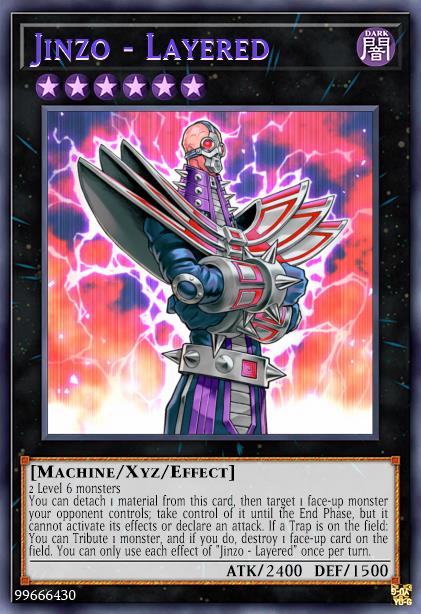 JINZO - LAYERED
DARK
闇
[MACHINE/XYZ/EFFECT]
2 Level 6 monsters
You can detach 1 material from this card, then target 1 face-up monster
your opponent controls; take control of it until the End Phase, but it
cannot activate its effects or declare an attack. If a Trap is on the field:
You can Tribute 1 monster, and if you do, destroy 1 face-up card on the
field. You can only use each effect of "Jinzo - Layered" once per turn.
ATK/2400 DEF/1500
99666430